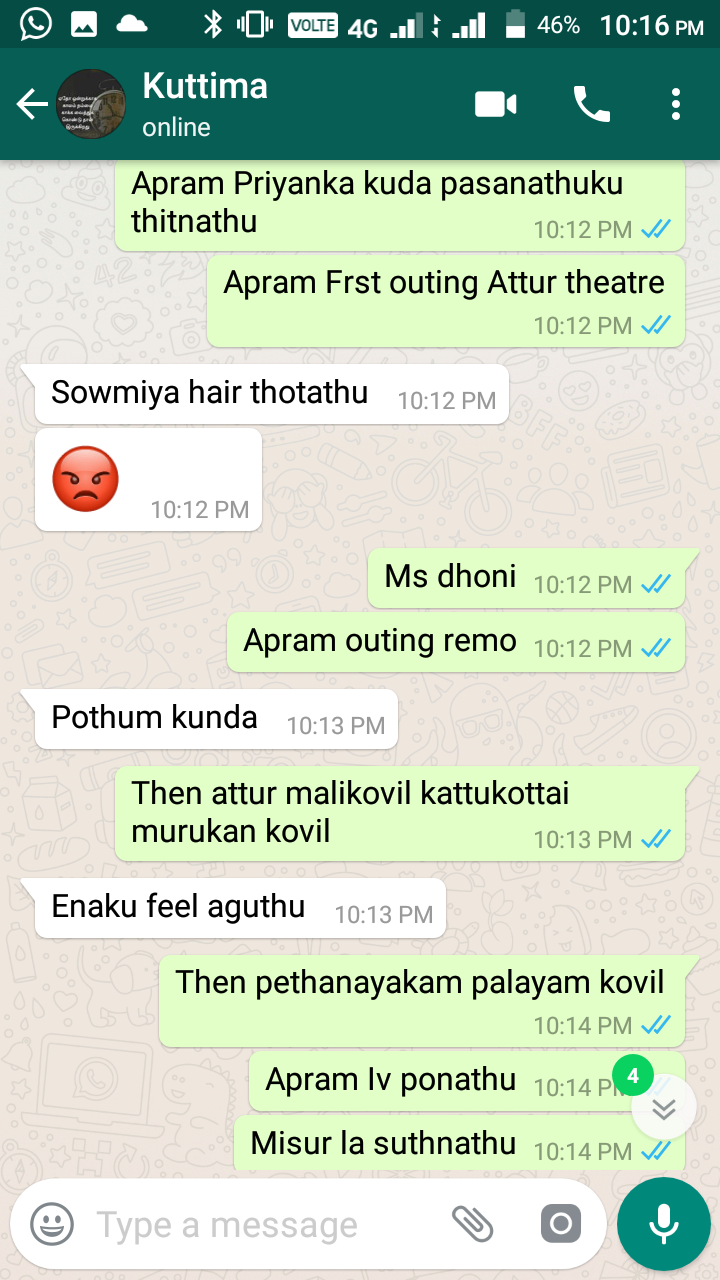 VOLTE 4G 46% 10:16 PM
Kuttima
online
Apram Priyanka kuda pasanathuku
thitnathu 10:12 PM
Apram Frst outing Attur theatre
10:12 PM
Sowmiya hair thotathu 10:12 PM
10:12 PM
Ms dhoni 10:12 PM
Apram outing remo 10:12 PM
Pothum kunda 10:13 PM
Then attur malikovil kattukottai
murukan kovil 10:13 PM
Enaku feel aguthu 10:13 PM
Then pethanayakam palayam kovil
10:14 PM
Apram Iv ponathu 10:14 PM
4
Misur la suthnathu 10:14 PM
Type a message